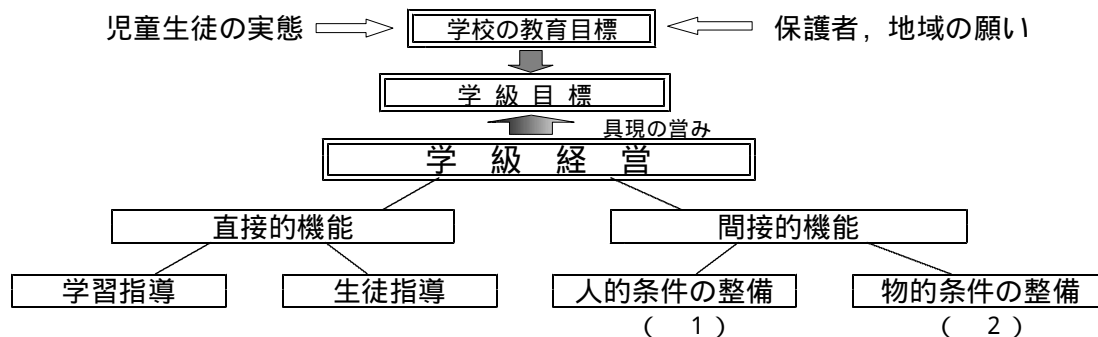 児童生徒の実態
学校の教育目標
保護者，地域の願い
学級目標
具現の営み
学級経営
直接的機能
間接的機能
学習指導
生徒指導
人的条件の整備
物的条件の整備
（ 1 ）
（ 2 ）